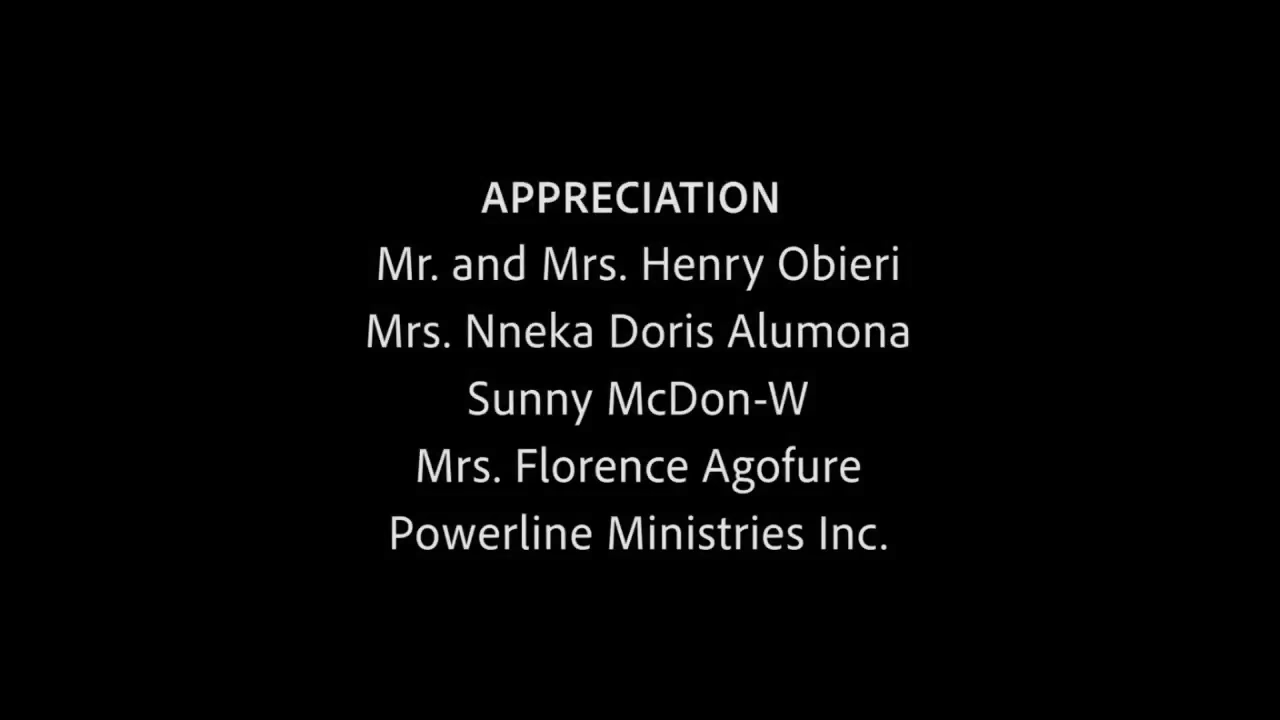 APPRECIATION
Mr. and Mrs. Henry Obieri
Mrs. Nneka Doris Alumona
Sunny McDon-W
Mrs. Florence Agofure
Powerline Ministries Inc.